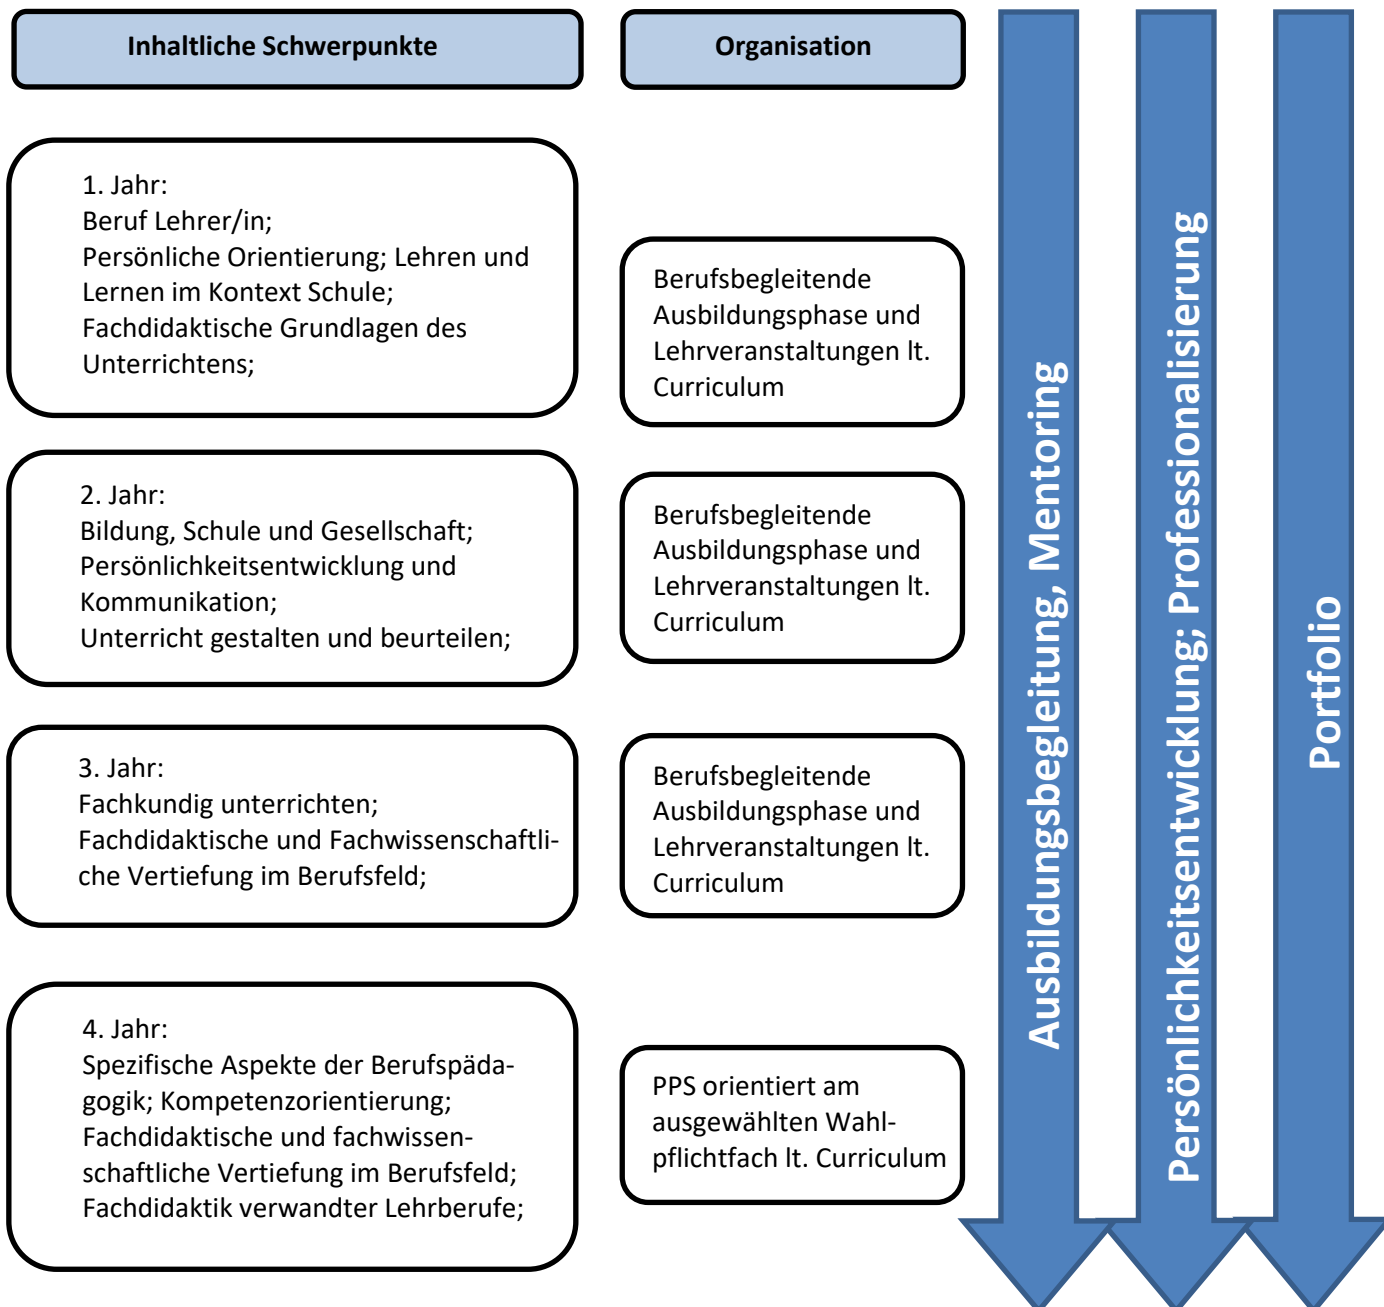 Inhaltliche Schwerpunkte
Organisation
1. Jahr:
Beruf Lehrer/in;
Persönliche Orientierung; Lehren und
Lernen im Kontext Schule;
Fachdidaktische Grundlagen des
Unterrichtens;
Berufsbegleitende
Ausbildungsphase und
Lehrveranstaltungen lt.
Curriculum
2. Jahr:
Bildung, Schule und Gesellschaft;
Persönlichkeitsentwicklung und
Kommunikation;
Unterricht gestalten und beurteilen;
Berufsbegleitende
Ausbildungsphase und
Lehrveranstaltungen lt.
Curriculum
3. Jahr:
Fachkundig unterrichten;
Fachdidaktische und Fachwissenschaftli-
che Vertiefung im Berufsfeld;
Berufsbegleitende
Ausbildungsphase und
Lehrveranstaltungen lt.
Curriculum
4. Jahr:
Spezifische Aspekte der Berufspäda-
gogik; Kompetenzorientierung;
Fachdidaktische und fachwissen-
schaftliche Vertiefung im Berufsfeld;
Fachdidaktik verwandter Lehrberufe;
PPS orientiert am
ausgewählten Wahl-
pflichtfach lt. Curriculum
Ausbildungsbegleitung, Mentoring
Persönlichkeitsentwicklung; Professionalisierung
Portfolio